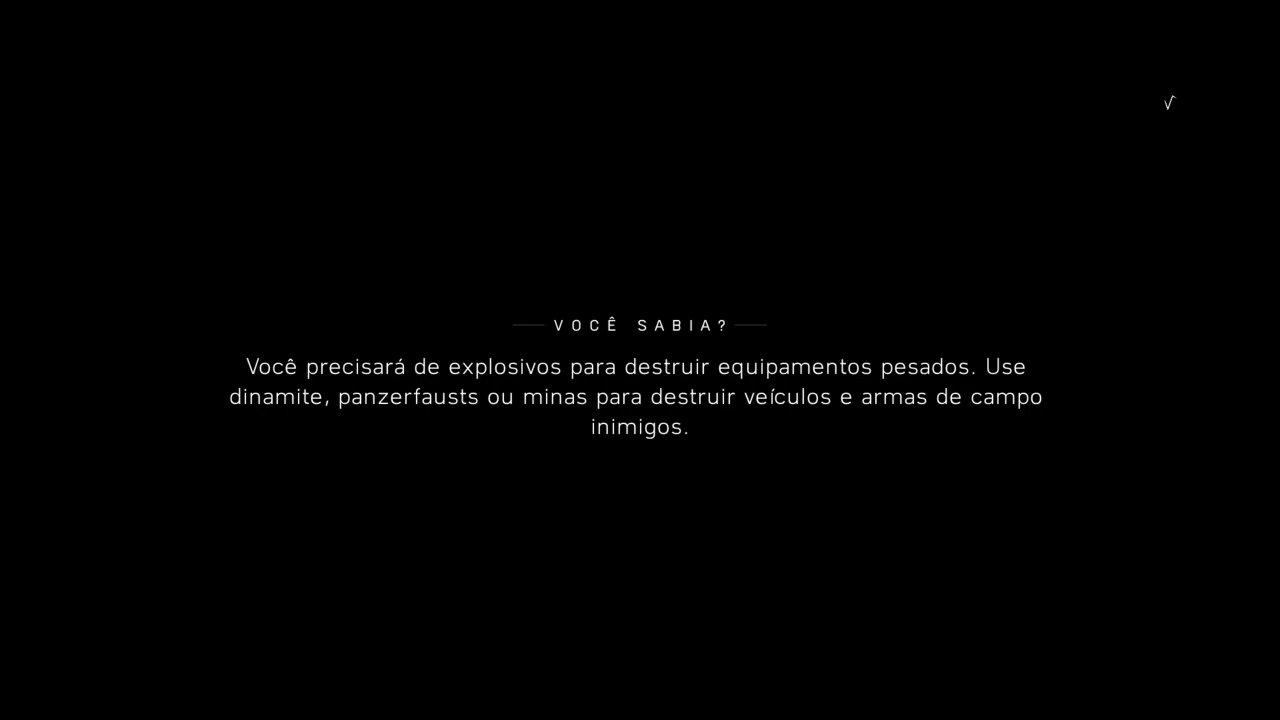 VOCÊ SABIA?
Você precisará de explosivos para destruir equipamentos pesados. Use
dinamite, panzerfausts ou minas para destruir veículos e armas de campo
inimigos.